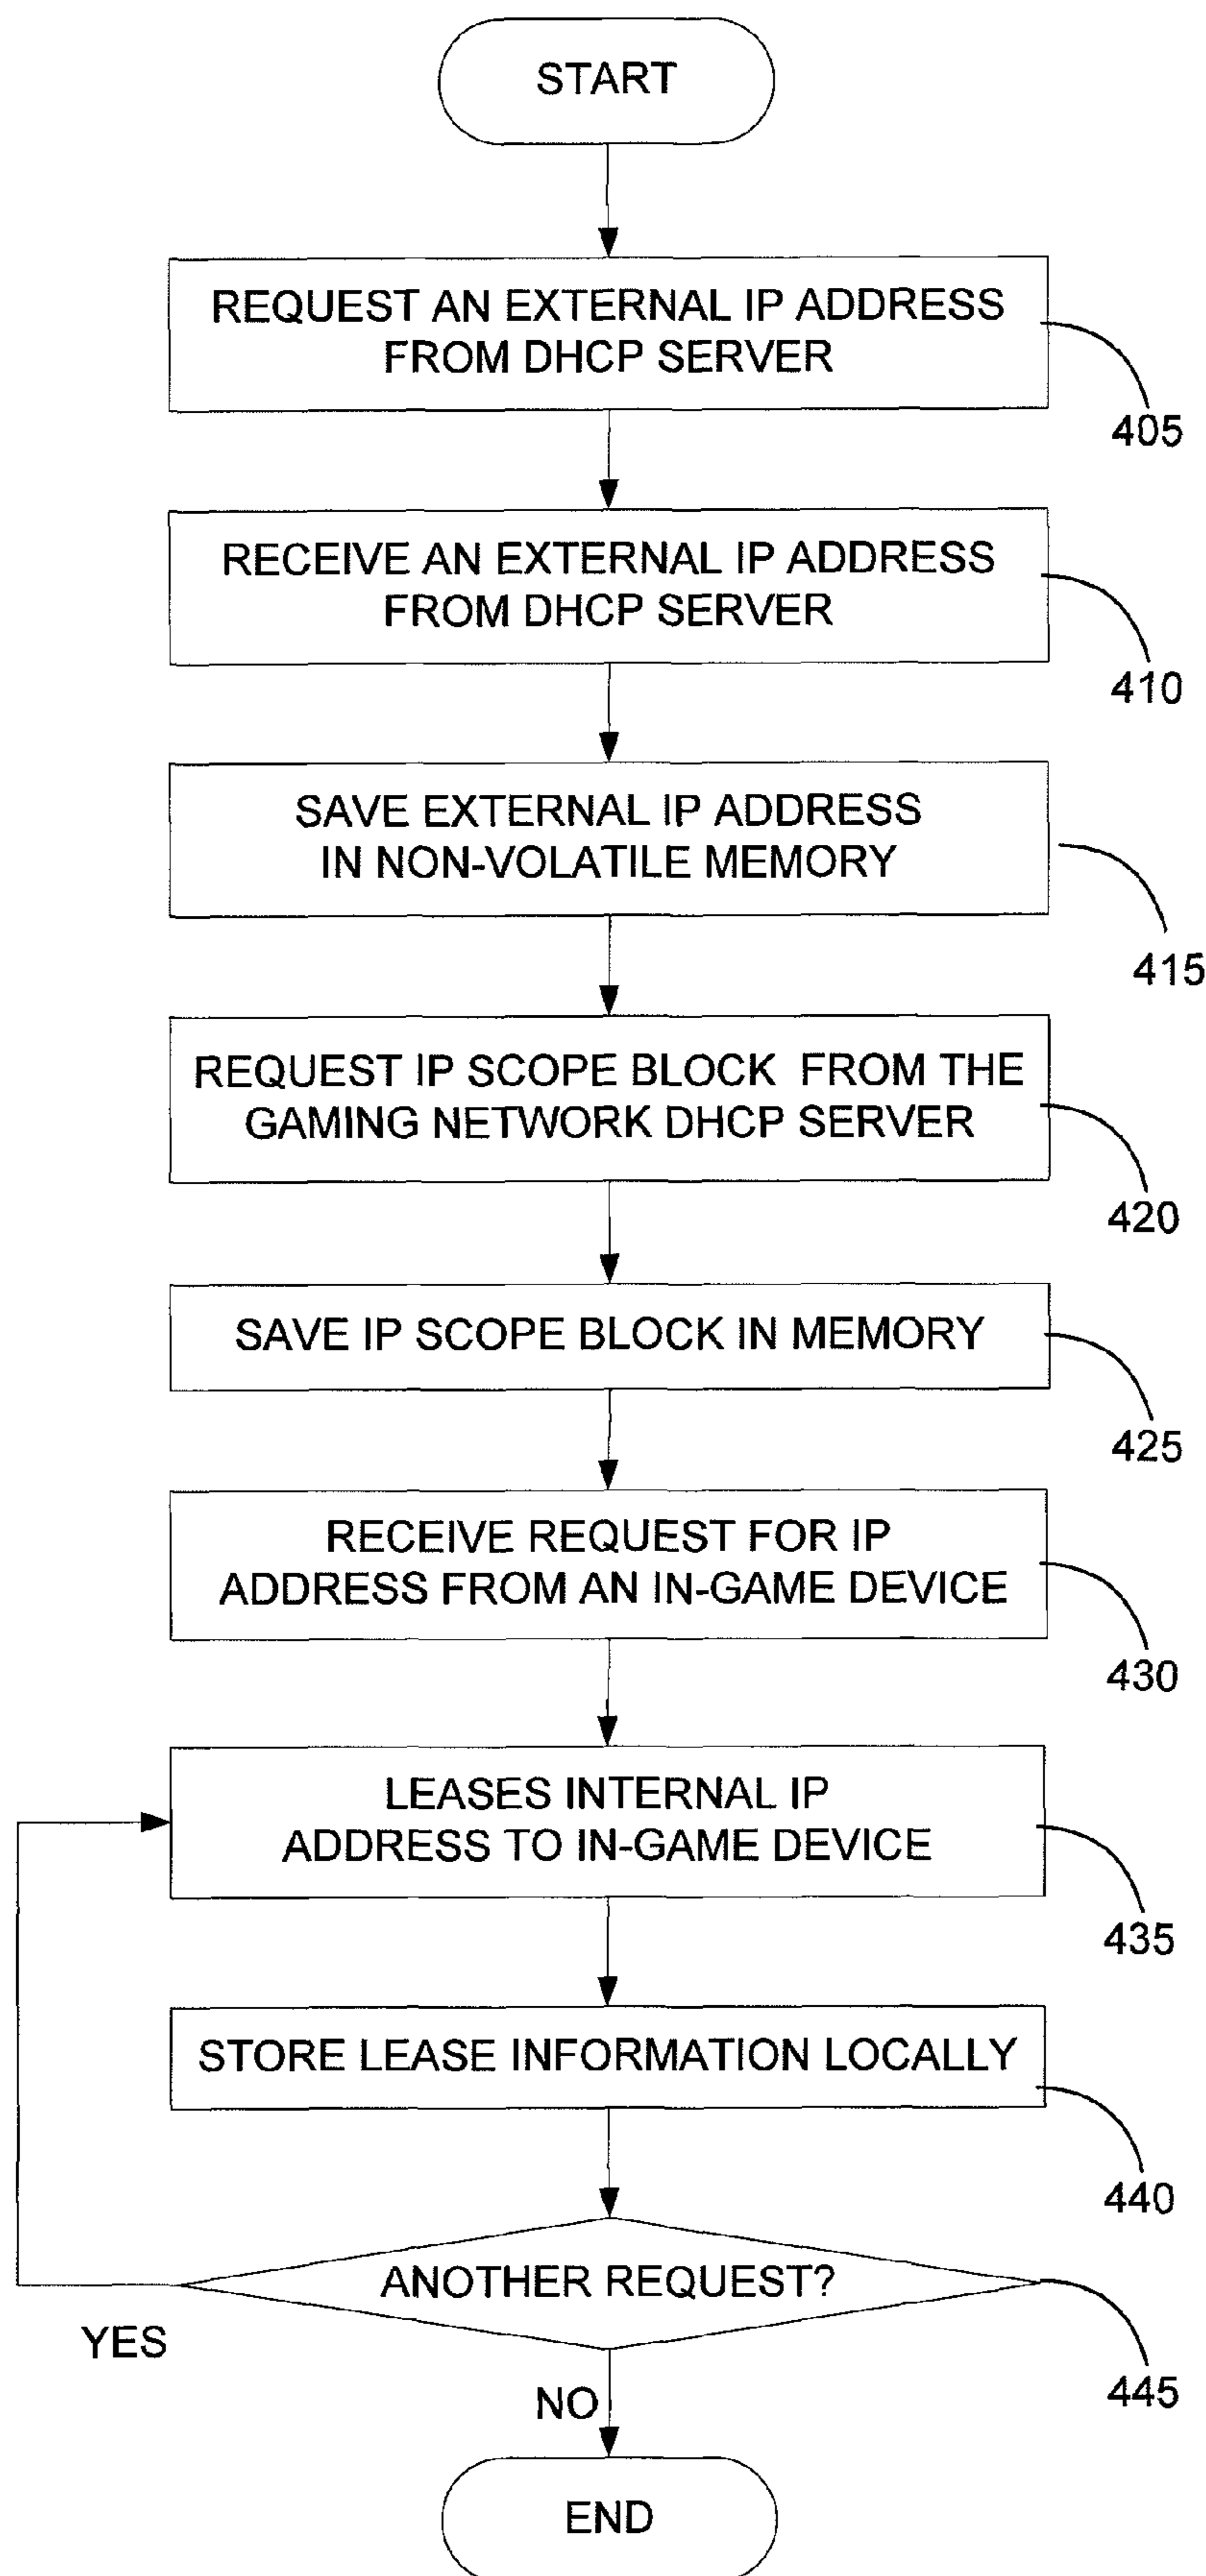 START
REQUEST AN EXTERNAL IP ADDRESS
FROM DHCP SERVER
405
RECEIVE AN EXTERNAL IP ADDRESS
FROM DHCP SERVER
410
SAVE EXTERNAL IP ADDRESS
IN NON-VOLATILE MEMORY
415
REQUEST IP SCOPE BLOCK FROM THE
GAMING NETWORK DHCP SERVER
420
SAVE IP SCOPE BLOCK IN MEMORY
425
RECEIVE REQUEST FOR IP
ADDRESS FROM AN IN-GAME DEVICE
430
LEASES INTERNAL IP
ADDRESS TO IN-GAME DEVICE
435
STORE LEASE INFORMATION LOCALLY
440
ANOTHER REQUEST?
YES
445
NO
END